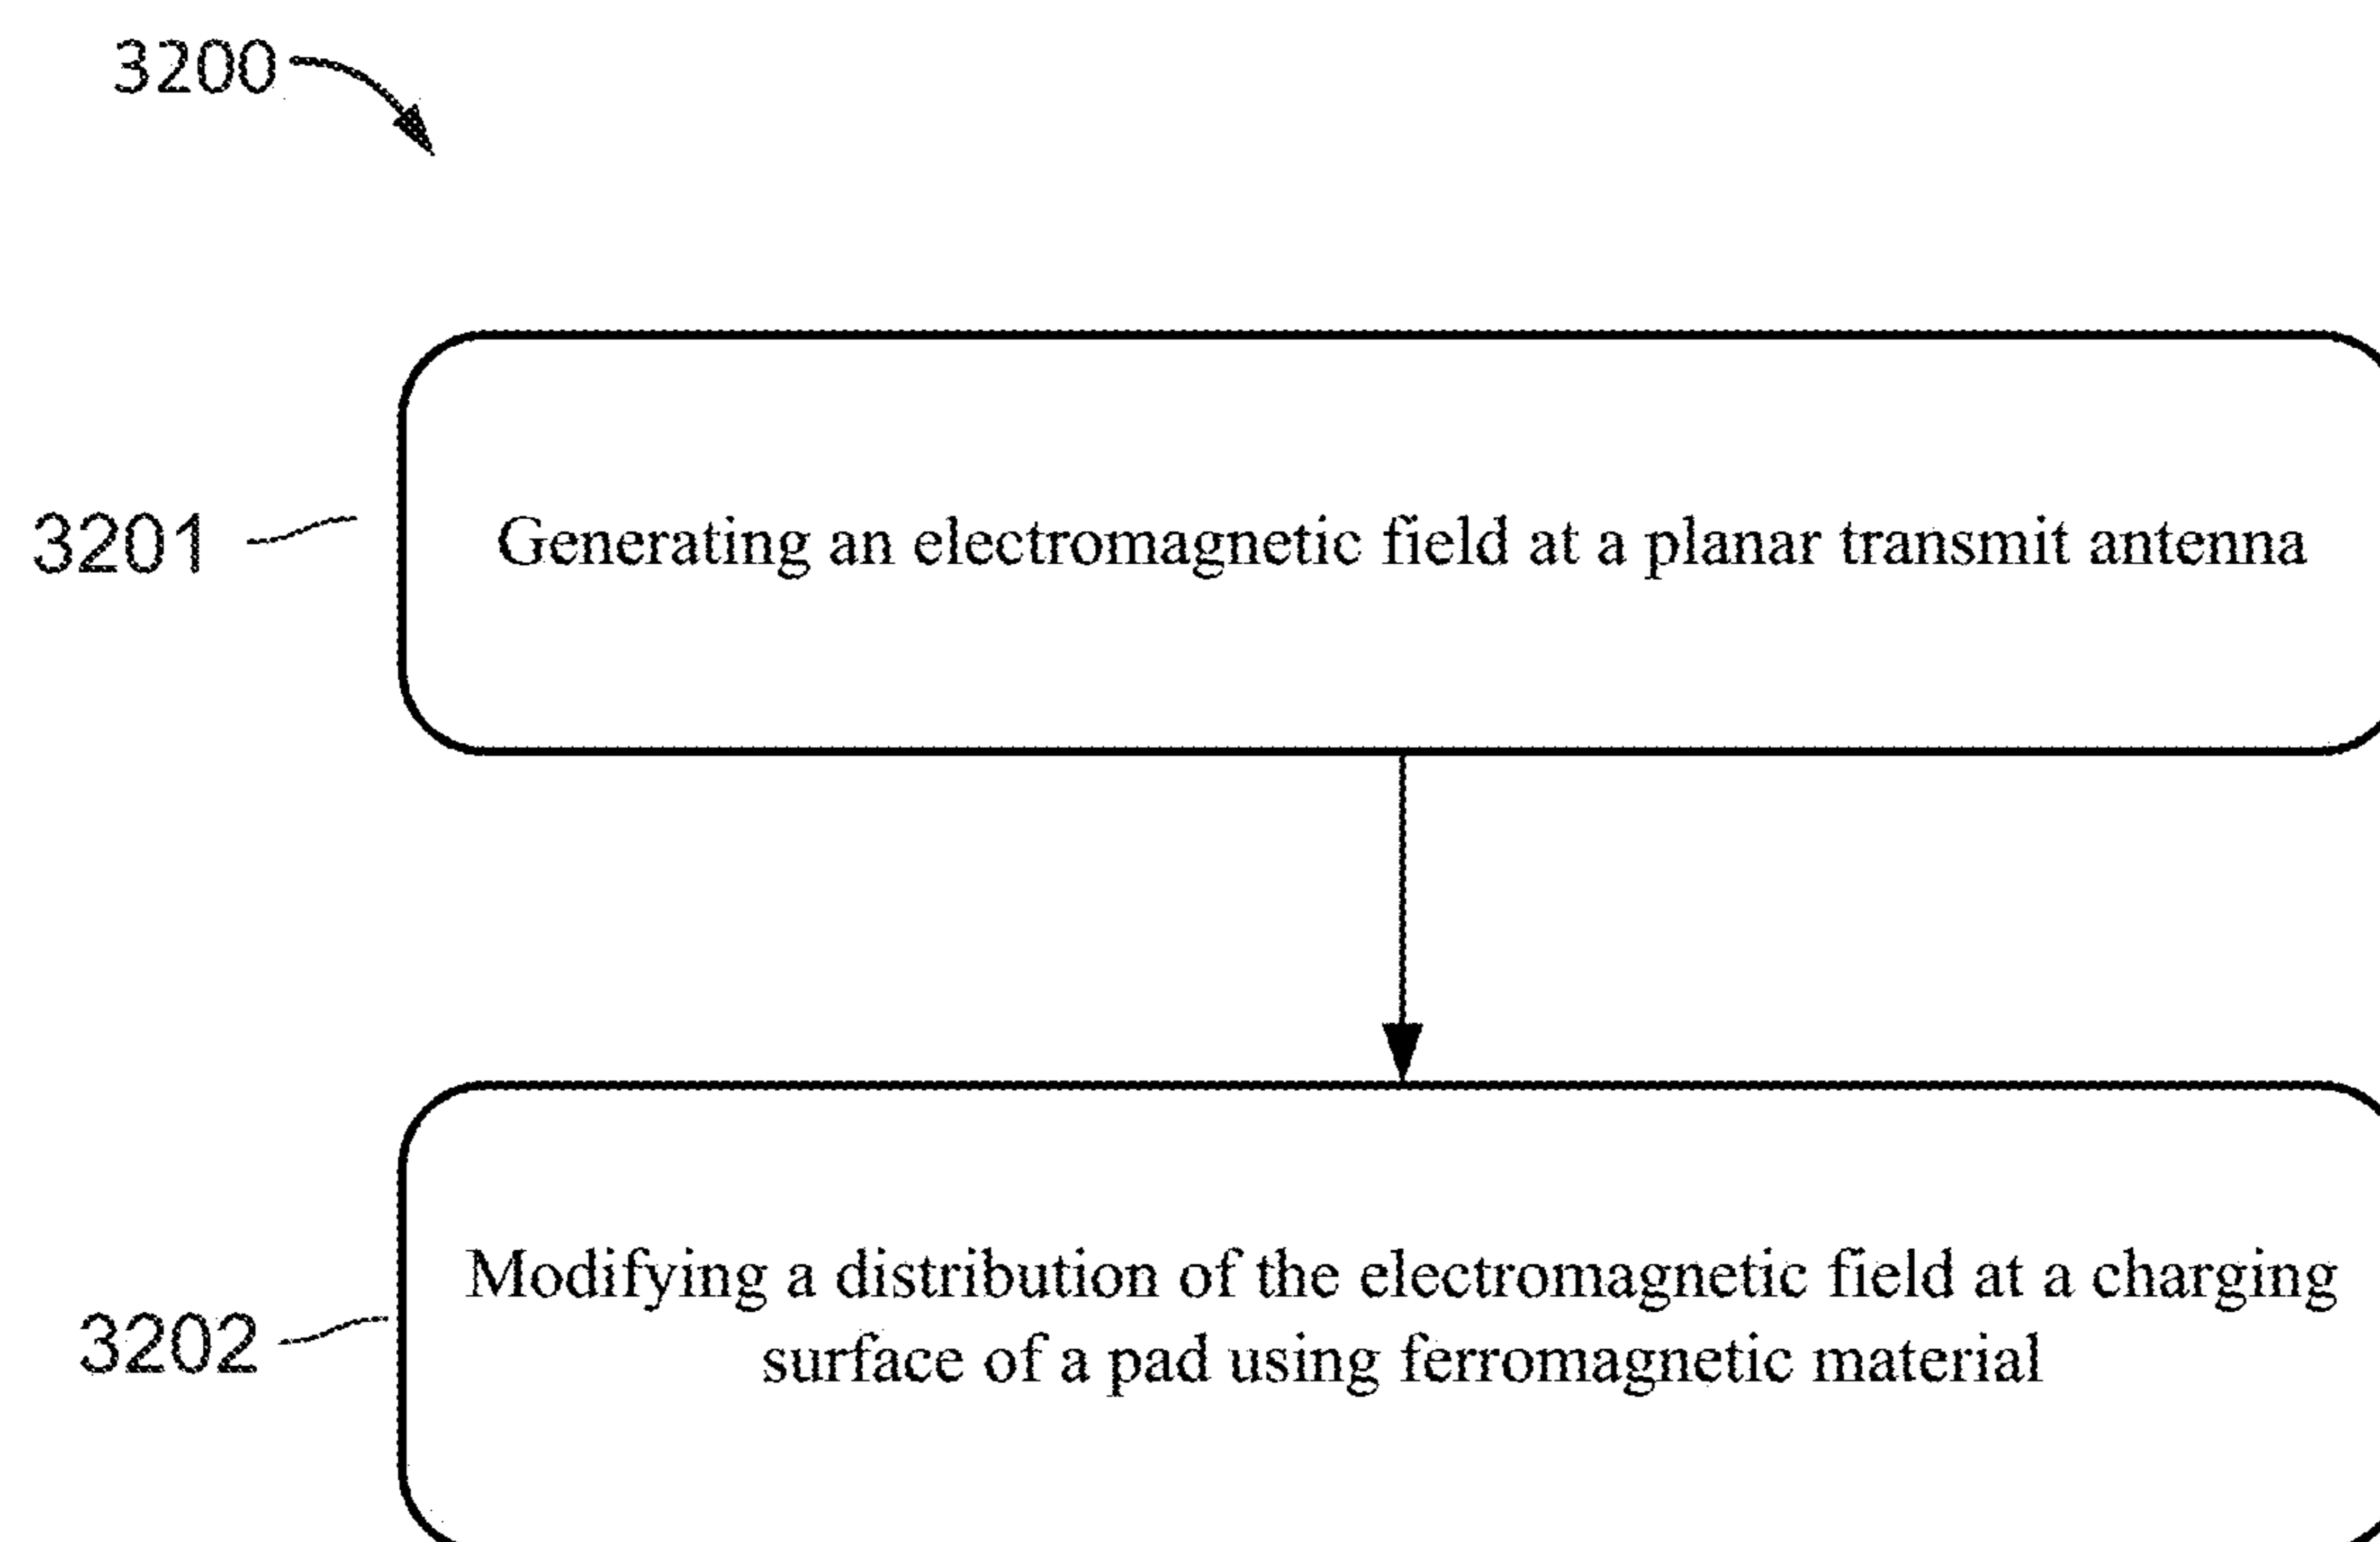 3200
3201
Generating an electromagnetic field at a planar transmit antenna
3202
Modifying a distribution of the electromagnetic field at a charging
surface of a pad using ferromagnetic material